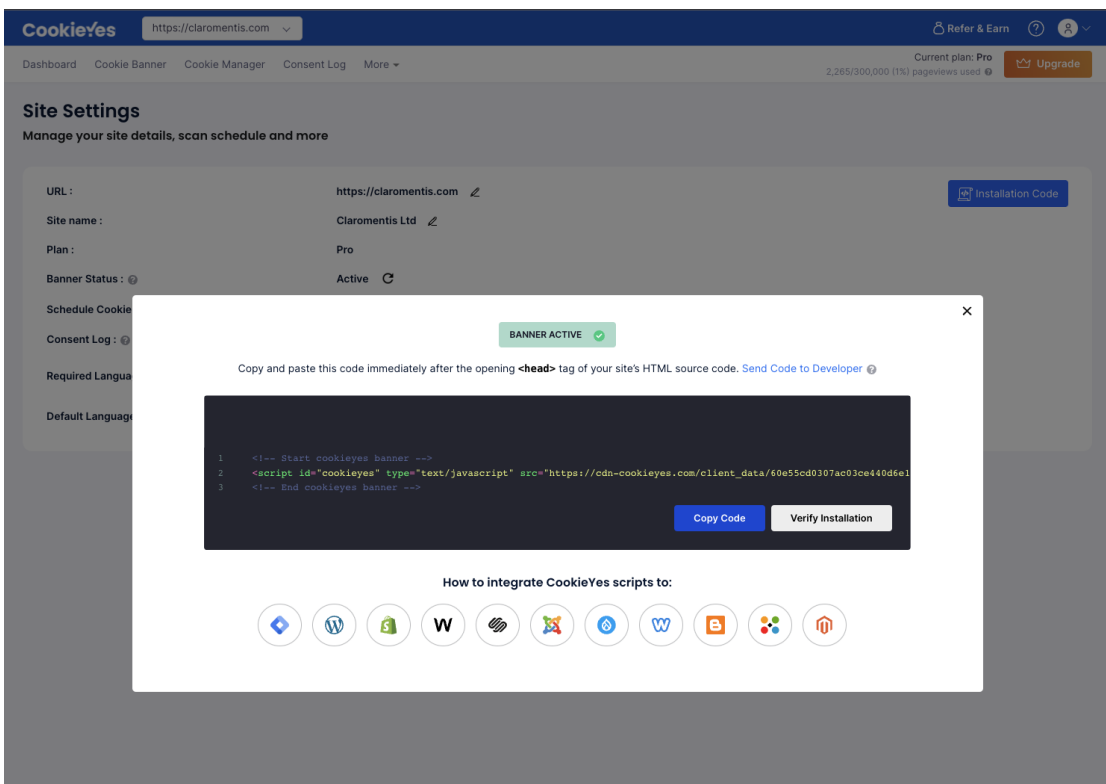 CookieYes
https://claromentis.com
Refer & Earn
Dashboard Cookie Banner Cookie Manager Consent Log More
Current plan: Pro
2,265/300,000 (1%) pageviews used
Upgrade
Site Settings
Manage your site details, scan schedule and more
URL : https://claromentis.com
Installation Code
Site name : Claromentis Ltd
Plan : Pro
Banner Status : Active
Schedule Cookie
Consent Log :
Required Langua
Default Language
BANNER ACTIVE
Copy and paste this code immediately after the opening <head> tag of your site's HTML source code. Send Code to Developer
1 <!-- Start cookieyes banner -->
2 <script id="cookieyes" type="text/javascript" src="https://cdn-cookieyes.com/client_data/60e55cd0307ac03ce440d6e1
3 <!-- End cookieyes banner -->
Copy Code Verify Installation
How to integrate CookieYes scripts to: